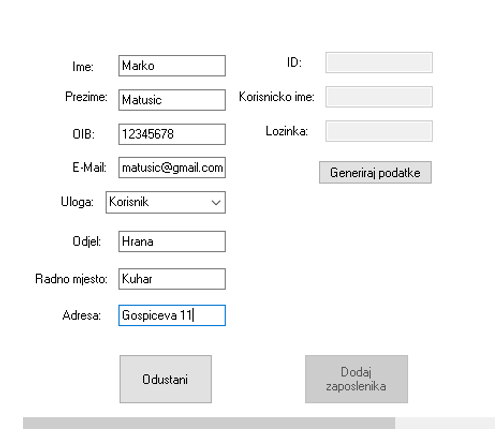 Ime: Marko
Prezime: Matusic
OIB: 12345678
E-Mail: matusic@gmail.com
Uloga: Korisnik
Odjel: Hrana
Radno mjesto: Kuhar
Adresa: Gospiceva 11
ID:
Korisnicko ime:
Lozinka:
Generiraj podatke
Odustani
Dodaj
zaposlenika